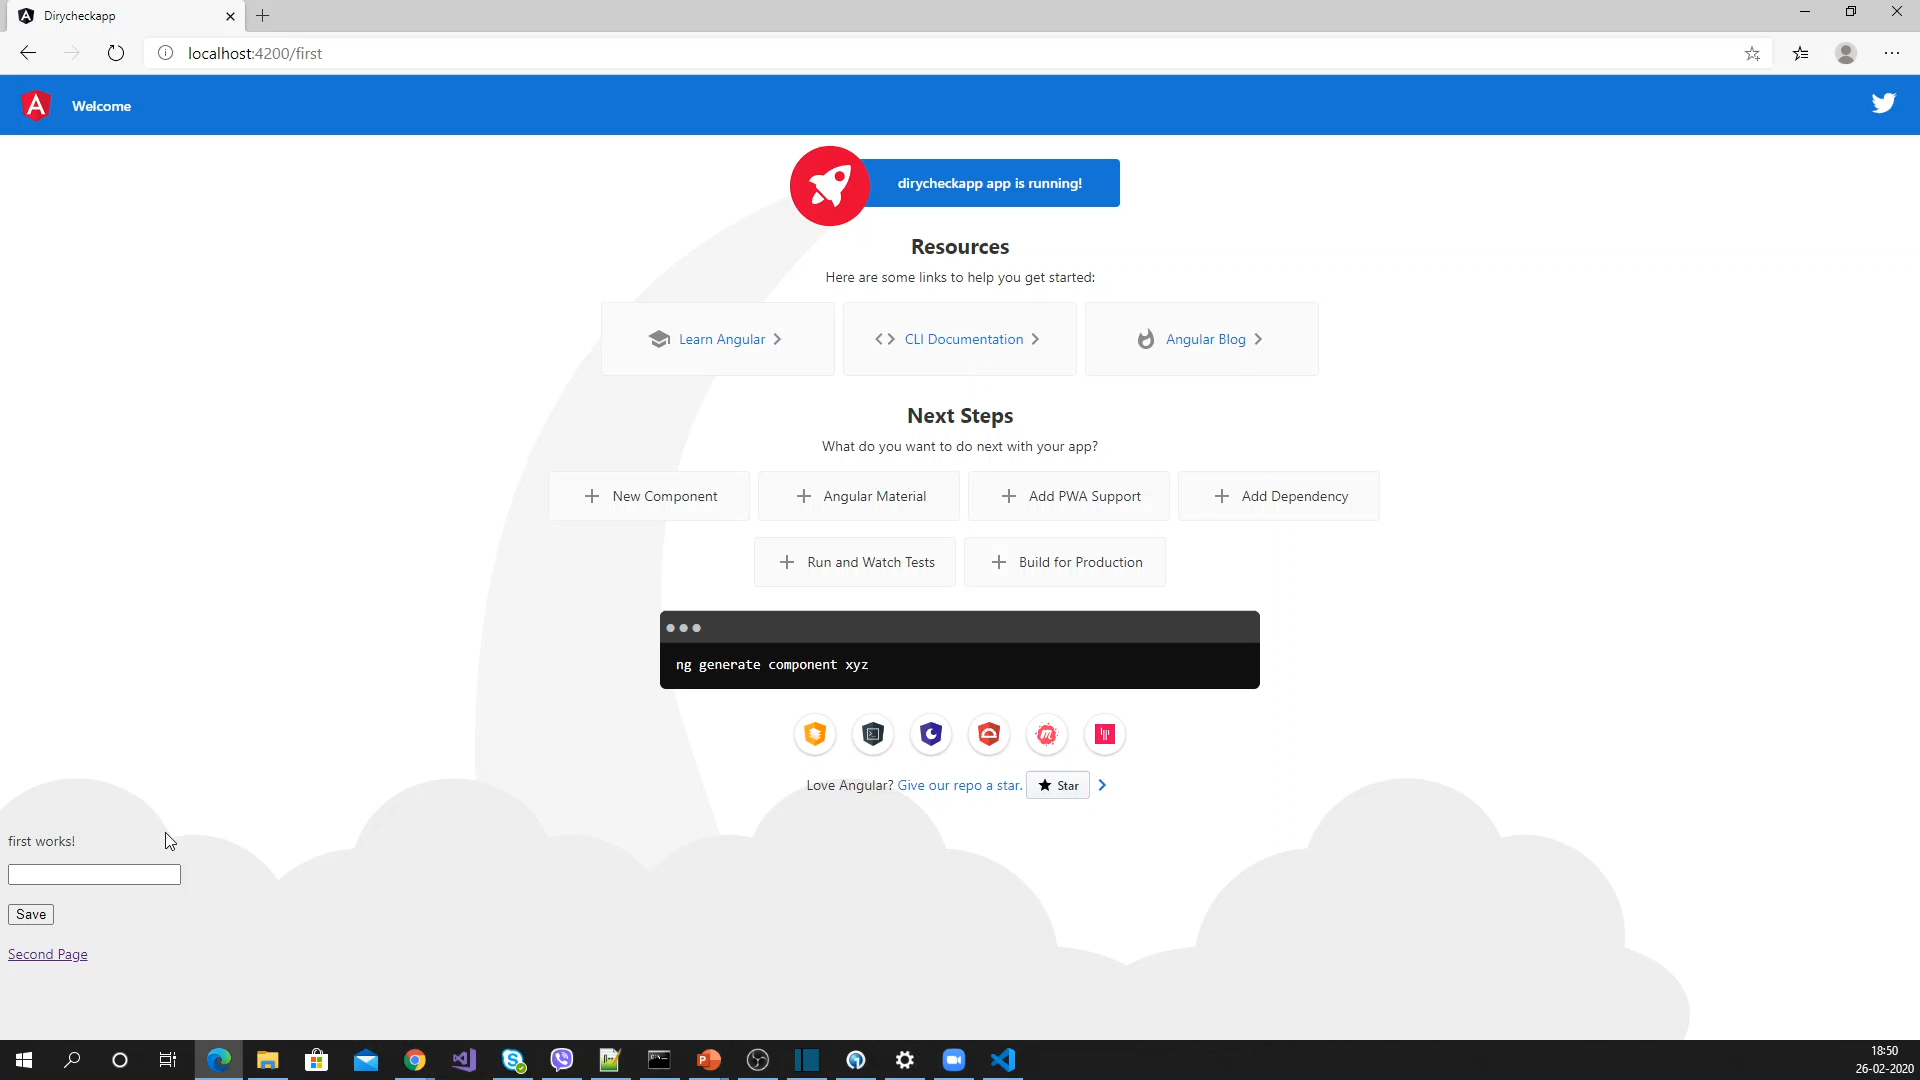 Dirycheckapp
localhost:4200/first
Welcome
dirycheckapp app is running!
Resources
Here are some links to help you get started:
Learn Angular
CLI Documentation
Angular Blog
Next Steps
What do you want to do next with your app?
New Component
Angular Material
Add PWA Support
Add Dependency
Run and Watch Tests
Build for Production
ng generate component xyz
Love Angular? Give our repo a star. Star
first works!
Save
Second Page
18:50
26-02-2020